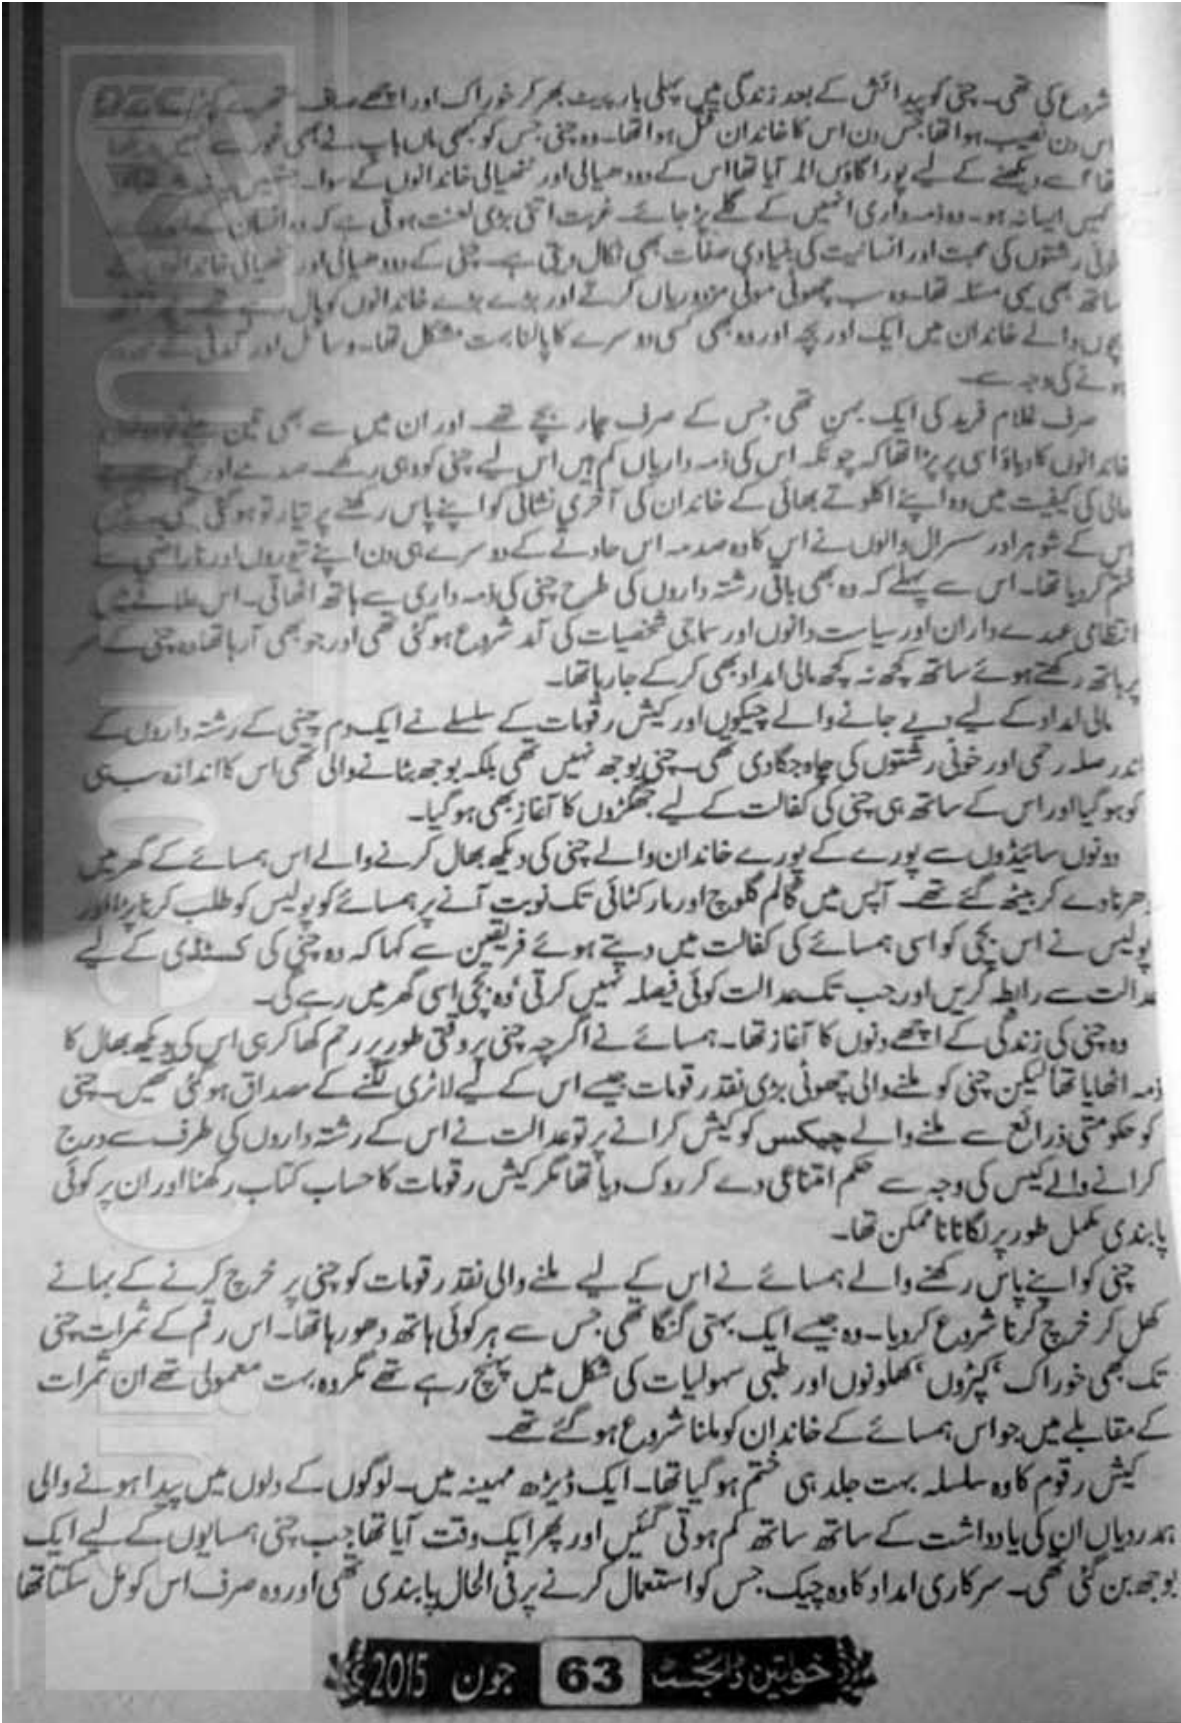 شروع کی تھی۔ چنی کو پیدائش کے بعد زندگی میں پہلی بار پیٹ بھر کر خوراک اور اچھے صاف ستھرے کپڑے
اس دن نصیب ہوا تھا جس دن اس کا خاندان قتل ہوا تھا۔ وہ چنی جس کو کبھی ماں باپ نے بھی غور سے نہیں
تھا اسے دیکھنے کے لیے پورا گاؤں امڈ آیا تھا اس کے ددھیالی اور ننھیالی خاندانوں کے سوا۔
کہیں ایسا نہ ہو۔ وہ ذمہ داری انہیں کے گلے پڑ جائے۔ غربت اتنی بڑی لعنت ہوتی ہے کہ وہ انسان کے اندر سے
خونی رشتوں کی محبت اور انسانیت کی بنیادی صفات بھی نکال دیتی ہے۔ چنی کے ددھیالی اور ننھیالی خاندانوں کے
ساتھ بھی یہی مسئلہ تھا۔ وہ سب چھوٹی موٹی مزدوریاں کرتے اور بڑے بڑے خاندانوں کو پال رہے تھے۔
بچوں والے خاندان میں ایک اور بچہ اور وہ بھی کسی دوسرے کا پالنا بہت مشکل تھا۔ وسائل اور آمدنی کے محدود
ہونے کی وجہ سے۔
صرف غلام فرید کی ایک بہن تھی جس کے صرف چار بچے تھے۔ اور ان میں سے بھی تین بیٹے
خاندانوں کا دباؤ اسی پر پڑا تھا کہ چونکہ اس کی ذمہ داریاں کم ہیں اس لیے چنی کو وہی رکھے۔ صدمے اور
حالی کی کیفیت میں وہ اپنے اکلوتے بھائی کے خاندان کی آخری نشانی کو اپنے پاس رکھنے پر تیار تو ہو گئی تھی
اس کے شوہر اور سسرال والوں نے اس کا وہ صدمہ اس حادثے کے دوسرے ہی دن اپنے تیوروں اور ناراضی سے
ختم کر دیا تھا۔ اس سے پہلے کہ وہ بھی باقی رشتہ داروں کی طرح چنی کی ذمہ داری سے ہاتھ اٹھاتی۔ اس علاقے میں
انتظامی عہدے داران اور سیاست دانوں اور سماجی شخصیات کی آمد شروع ہو گئی تھی اور جو بھی آ رہا تھا وہ چنی کے سر
پر ہاتھ رکھتے ہوئے ساتھ کچھ نہ کچھ مالی امداد بھی کر کے جا رہا تھا۔
مالی امداد کے لیے دیے جانے والے چیکوں اور کیش رقومات کے سلسلے نے ایک دم چنی کے رشتہ داروں کے
اندر صلہ رحمی اور خونی رشتوں کی چاہ جگا دی تھی۔ چنی بوجھ نہیں تھی بلکہ بوجھ بٹانے والی تھی اس کا اندازہ سب ہی
کو ہو گیا اور اس کے ساتھ ہی چنی کی کفالت کے لیے جھگڑوں کا آغاز بھی ہو گیا۔
دونوں سائیڈوں سے پورے کے پورے خاندان والے چنی کی دیکھ بھال کرنے والے اس ہمسائے کے گھر میں
دھرنا دے کر بیٹھ گئے تھے۔ آپس میں گالم گلوچ اور مار کٹائی تک نوبت آنے پر ہمسائے کو پولیس کو طلب کرنا پڑا اور
پولیس نے اس بچی کو اسی ہمسائے کی کفالت میں دیتے ہوئے فریقین سے کہا کہ وہ چنی کی کسٹڈی کے لیے
عدالت سے رابطہ کریں اور جب تک عدالت کوئی فیصلہ نہیں کرتی، وہ بچی اسی گھر میں رہے گی۔
وہ چنی کی زندگی کے اچھے دنوں کا آغاز تھا۔ ہمسائے نے اگرچہ چنی پر وقتی طور پر رحم کھا کر ہی اس کی دیکھ بھال کا
ذمہ اٹھایا تھا لیکن چنی کو ملنے والی چھوٹی بڑی نقد رقومات جیسے اس کے لیے لاٹری لگنے کے مصداق ہو گئی تھیں۔ چنی
کو حکومتی ذرائع سے ملنے والے چیکس کو کیش کرانے پر تو عدالت نے اس کے رشتہ داروں کی طرف سے درج
کرانے والے کیس کی وجہ سے حکم امتناعی دے کر روک دیا تھا مگر کیش رقومات کا حساب کتاب رکھنا اور ان پر کوئی
پابندی مکمل طور پر لگانا ناممکن تھا۔
چنی کو اپنے پاس رکھنے والے ہمسائے نے اس کے لیے ملنے والی نقد رقومات کو چنی پر خرچ کرنے کے بہانے
کھل کر خرچ کرنا شروع کر دیا۔ وہ جیسے ایک بہتی گنگا تھی جس سے ہر کوئی ہاتھ دھو رہا تھا۔ اس رقم کے ثمرات چنی
تک بھی خوراک، کپڑوں، کھلونوں اور طبی سہولیات کی شکل میں پہنچ رہے تھے مگر وہ بہت معمولی تھے ان ثمرات
کے مقابلے میں جو اس ہمسائے کے خاندان کو ملنا شروع ہو گئے تھے۔
کیش رقوم کا وہ سلسلہ بہت جلد ہی ختم ہو گیا تھا۔ ایک ڈیڑھ مہینہ میں۔ لوگوں کے دلوں میں پیدا ہونے والی
ہمدردیاں ان کی یادداشت کے ساتھ ساتھ کم ہوتی گئیں اور پھر ایک وقت آیا تھا جب چنی ہمسایوں کے لیے ایک
بوجھ بن گئی تھی۔ سرکاری امداد کا وہ چیک جس کو استعمال کرنے پر فی الحال پابندی تھی اور وہ صرف اس کو مل سکتا تھا
خواتین ڈائجسٹ 63 جون 2015